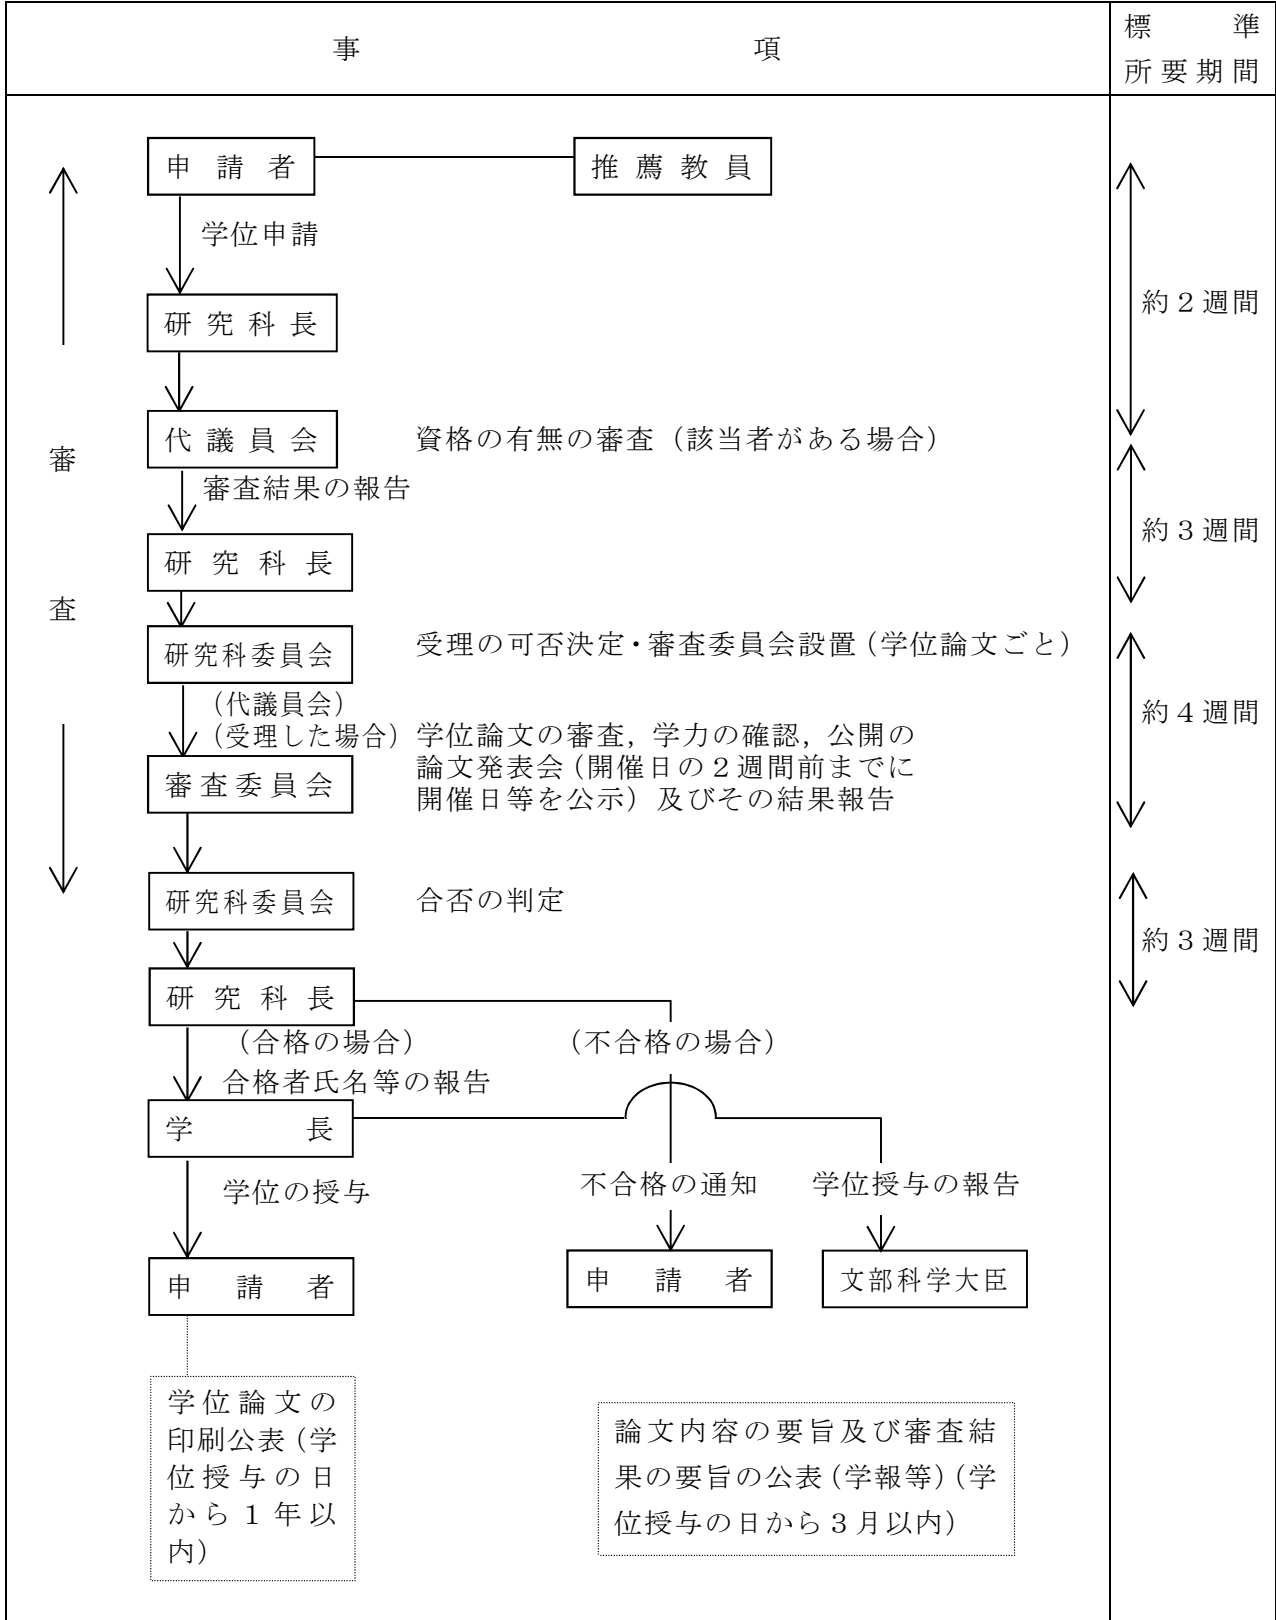 事項
標準
所要期間
申請者
推薦教員
学位申請
約２週間
研究科長
代議員会
資格の有無の審査（該当者がある場合）
審
審査結果の報告
約３週間
研究科長
査
研究科委員会
受理の可否決定・審査委員会設置（学位論文ごと）
（代議員会）
約４週間
（受理した場合）
学位論文の審査，学力の確認，公開の
論文発表会（開催日の２週間前までに
開催日等を公示）及びその結果報告
審査委員会
研究科委員会
合否の判定
約３週間
研究科長
（合格の場合）
（不合格の場合）
合格者氏名等の報告
学長
学位の授与
不合格の通知
学位授与の報告
申請者
申請者
文部科学大臣
学位論文の
印刷公表（学
位授与の日
から１年以
内）
論文内容の要旨及び審査結
果の要旨の公表（学報等）（学
位授与の日から３月以内）